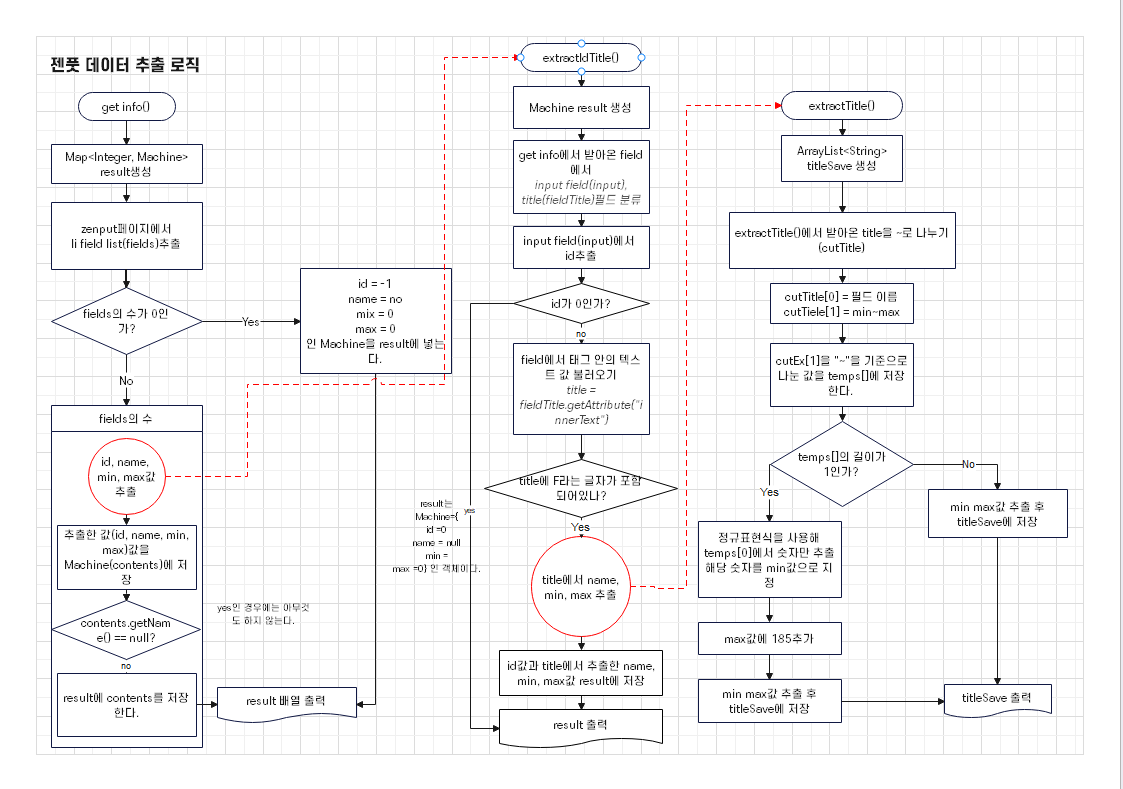 젠풋 데이터 추출 로직
get info()
Map<Integer, Machine>
result생성
zenput페이지에서
li field list(fields)추출
fields의 수가 0인
가?
Yes
No
id = -1
name = no
mix = 0
max = 0
인 Machine을 result에 넣는
다.
fields의 수
id, name,
min, max값
추출
추출한 값(id, name, min,
max)값을
Machine(contents)에 저
장
contents.getNam
e() == null?
no
yes인 경우에는 아무것
도 하지 않는다.
result에 contents를 저장
한다.
result 배열 출력
extractIdTitle()
Machine result 생성
get info에서 받아온 field
에서
input field(input),
title(fieldTitle)필드 분류
input field(input)에서
id추출
id가 0인가?
no
yes
result는
Machine={
id =0
name = null
min =
max =0} 인 객체이다.
field에서 태그 안의 텍스
트 값 불러오기
title =
fieldTitle.getAttribute("i
nnerText")
title에 F라는 글자가 포함
되어있나?
Yes
title에서 name,
min, max 추출
id값과 title에서 추출한 name,
min, max값 result에 저장
result 출력
extractTitle()
ArrayList<String>
titleSave 생성
extractTitle()에서 받아온 title을 ~로 나누기
(cutTitle)
cutTitle[0] = 필드 이름
cutTiele[1] = min~max
cutEx[1]을 "~"을 기준으로
나눈 값을 temps[]에 저장
한다.
temps[]의 길이가
1인가?
Yes
No
정규표현식을 사용해
temps[0]에서 숫자만 추출
해당 숫자를 min값으로 지
정
max값에 185추가
min max값 추출 후
titleSave에 저장
min max값 추출 후
titleSave에 저장
titleSave 출력